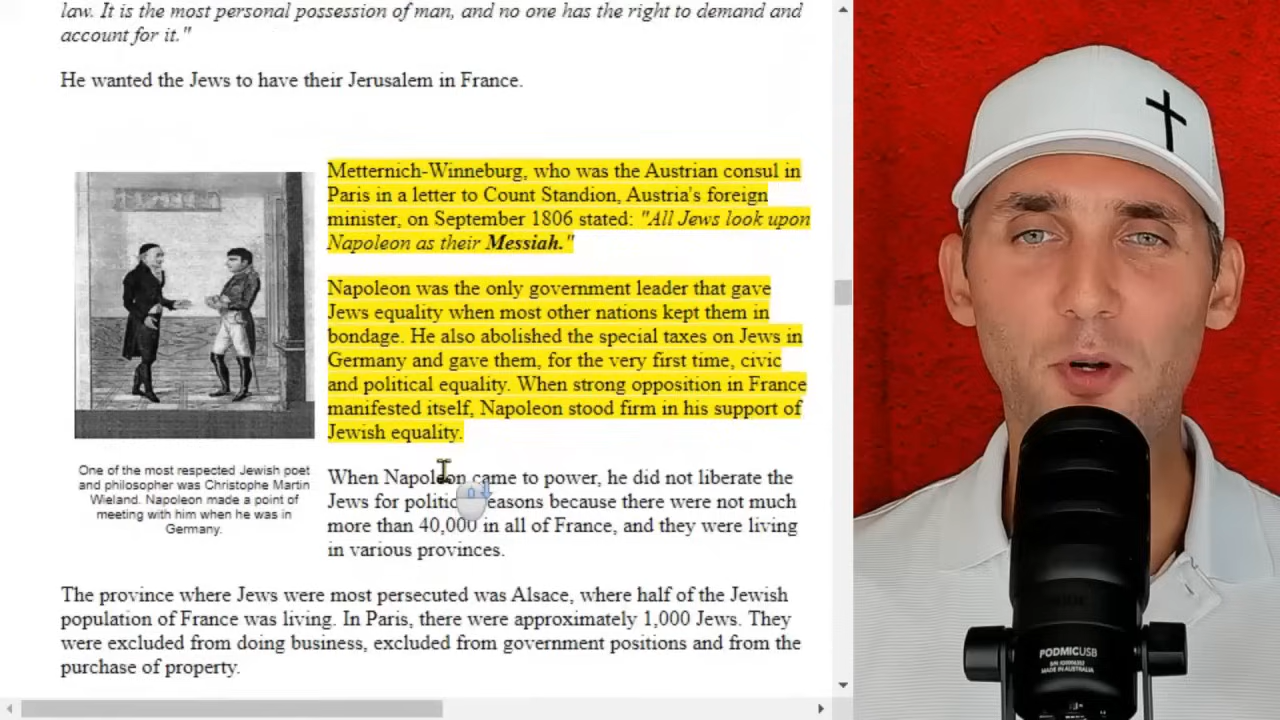 law. It is the most personal possession of man, and no one has the right to demand and
account for it."
He wanted the Jews to have their Jerusalem in France.
Metternich-Winneburg, who was the Austrian consul in
Paris in a letter to Count Standion, Austria's foreign
minister, on September 1806 stated: "All Jews look upon
Napoleon as their Messiah."
Napoleon was the only government leader that gave
Jews equality when most other nations kept them in
bondage. He also abolished the special taxes on Jews in
Germany and gave them, for the very first time, civic
and political equality. When strong opposition in France
manifested itself, Napoleon stood firm in his support of
Jewish equality.
One of the most respected Jewish poet
and philosopher was Christophe Martin
Wieland. Napoleon made a point of
meeting with him when he was in
Germany.
When Napoleon came to power, he did not liberate the
Jews for reasons because there were not much
more than 40,000 in all of France, and they were living
in various provinces.
The province where Jews were most persecuted was Alsace, where half of the Jewish
population of France was living. In Paris, there were approximately 1,000 Jews. They
were excluded from doing business, excluded from government positions and from the
purchase of property.
PODMICUSB
MADE IN AUSTRALIA